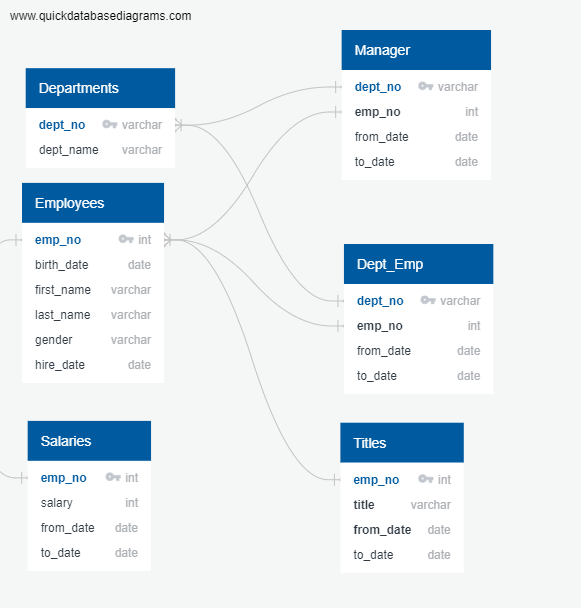 www.quickdatabasediagrams.com
Departments
dept_no varchar
dept_name varchar
Employees
emp_no int
birth_date date
first_name varchar
last_name varchar
gender varchar
hire_date date
Salaries
emp_no int
salary int
from_date date
to_date date
Manager
dept_no varchar
emp_no int
from_date date
to_date date
Dept_Emp
dept_no varchar
emp_no int
from_date date
to_date date
Titles
emp_no int
title varchar
from_date date
to_date date